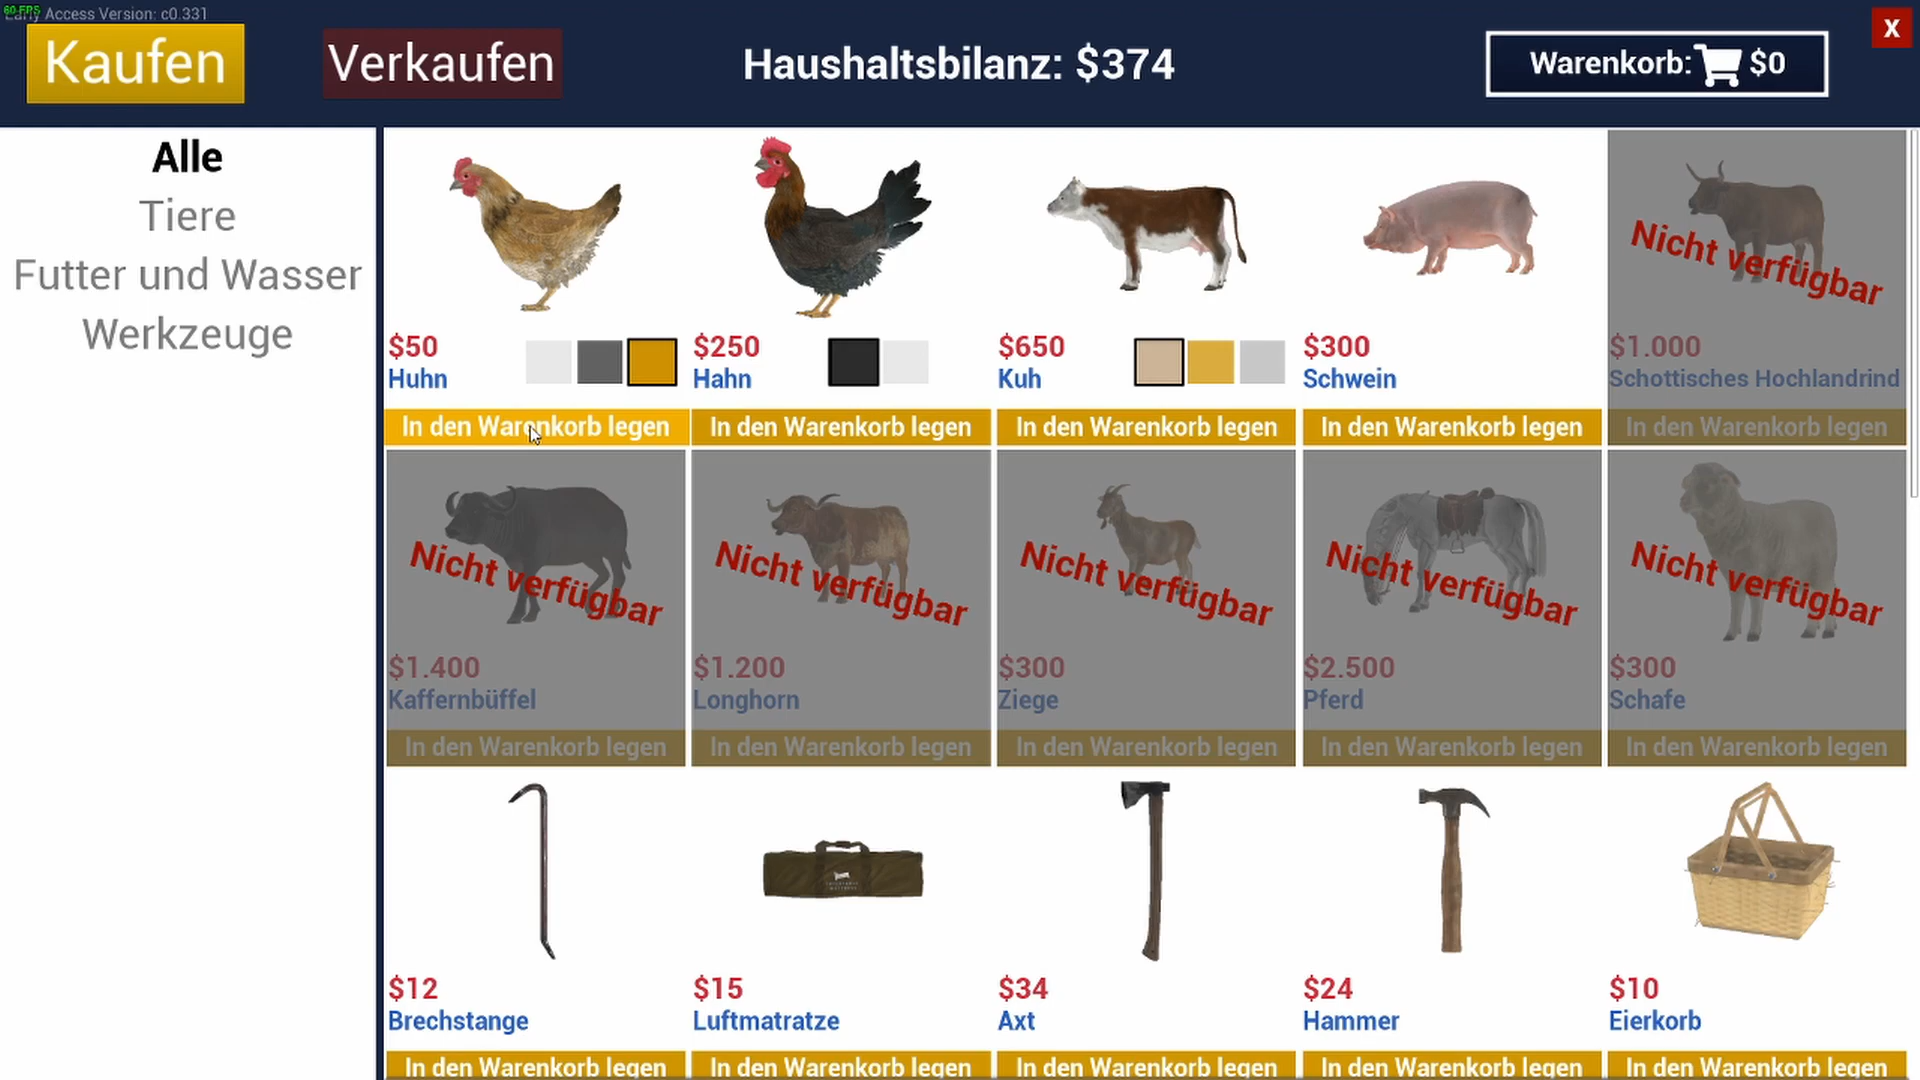 Early Access Version: c0.331
60 FPS
Kaufen
Verkaufen
Haushaltsbilanz: $374
Warenkorb: $0
X
Alle
Tiere
Futter und Wasser
Werkzeuge
$50
Huhn
In den Warenkorb legen
$250
Hahn
In den Warenkorb legen
$650
Kuh
In den Warenkorb legen
$300
Schwein
In den Warenkorb legen
Nicht verfügbar
$1.000
Schottisches Hochlandrind
In den Warenkorb legen
Nicht verfügbar
$1.400
Kaffernbüffel
In den Warenkorb legen
Nicht verfügbar
$1.200
Longhorn
In den Warenkorb legen
Nicht verfügbar
$300
Ziege
In den Warenkorb legen
Nicht verfügbar
$2.500
Pferd
In den Warenkorb legen
Nicht verfügbar
$300
Schafe
In den Warenkorb legen
$12
Brechstange
In den Warenkorb legen
$15
Luftmatratze
In den Warenkorb legen
$34
Axt
In den Warenkorb legen
$24
Hammer
In den Warenkorb legen
$10
Eierkorb
In den Warenkorb legen